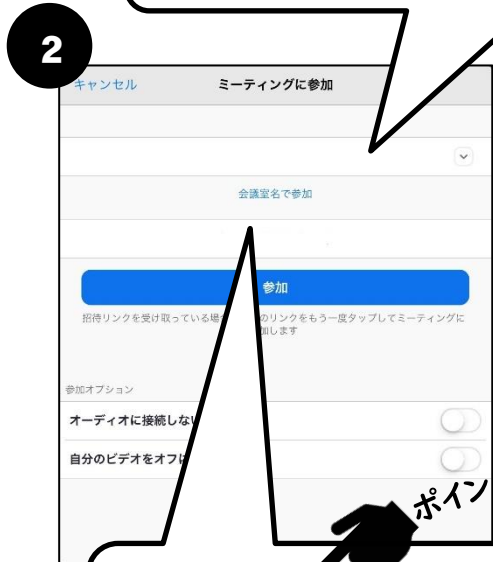 2
キャンセル
ミーティングに参加
会議室名で参加
参加
招待リンクを受け取っている場
のリンクをもう一度タップしてミーティングに
加します
参加オプション
オーディオに接続しな
自分のビデオをオフ
ポイン